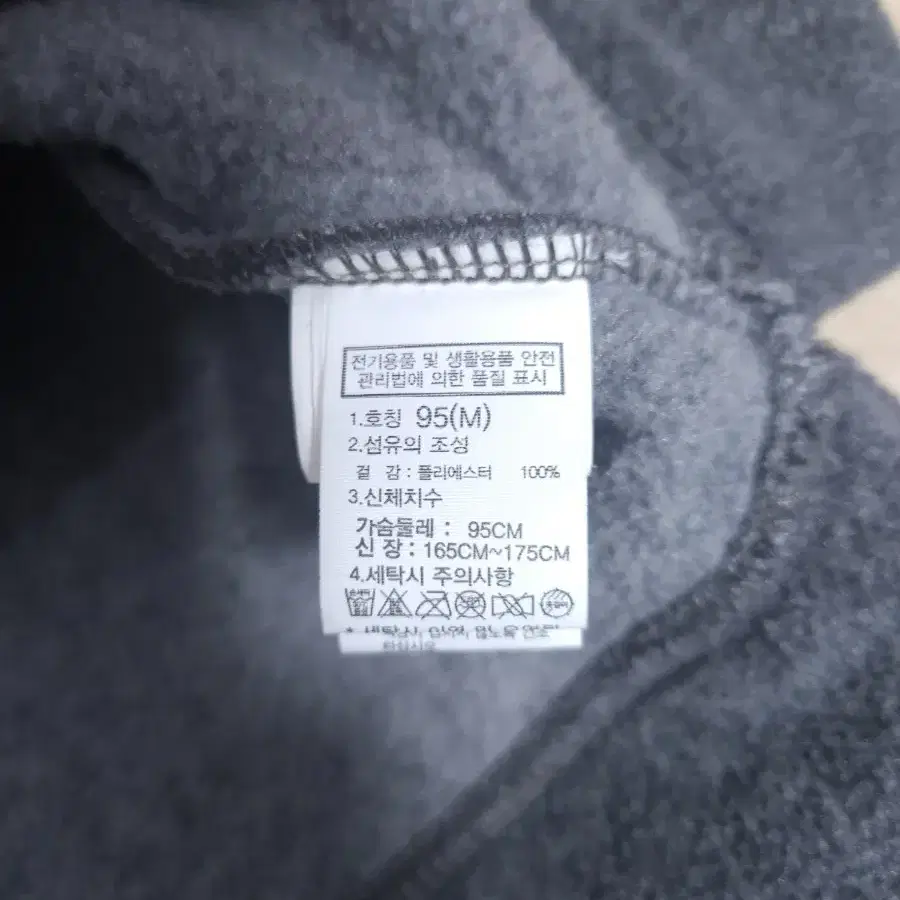 전기용품 및 생활용품 안전
관리법에 의한 품질 표시
1.호칭 95(M)
2.섬유의 조성
겉 감 : 폴리에스터 100%
3.신체치수
가슴둘레 : 95CM
신 장 : 165CM~175CM
4.세탁시 주의사항